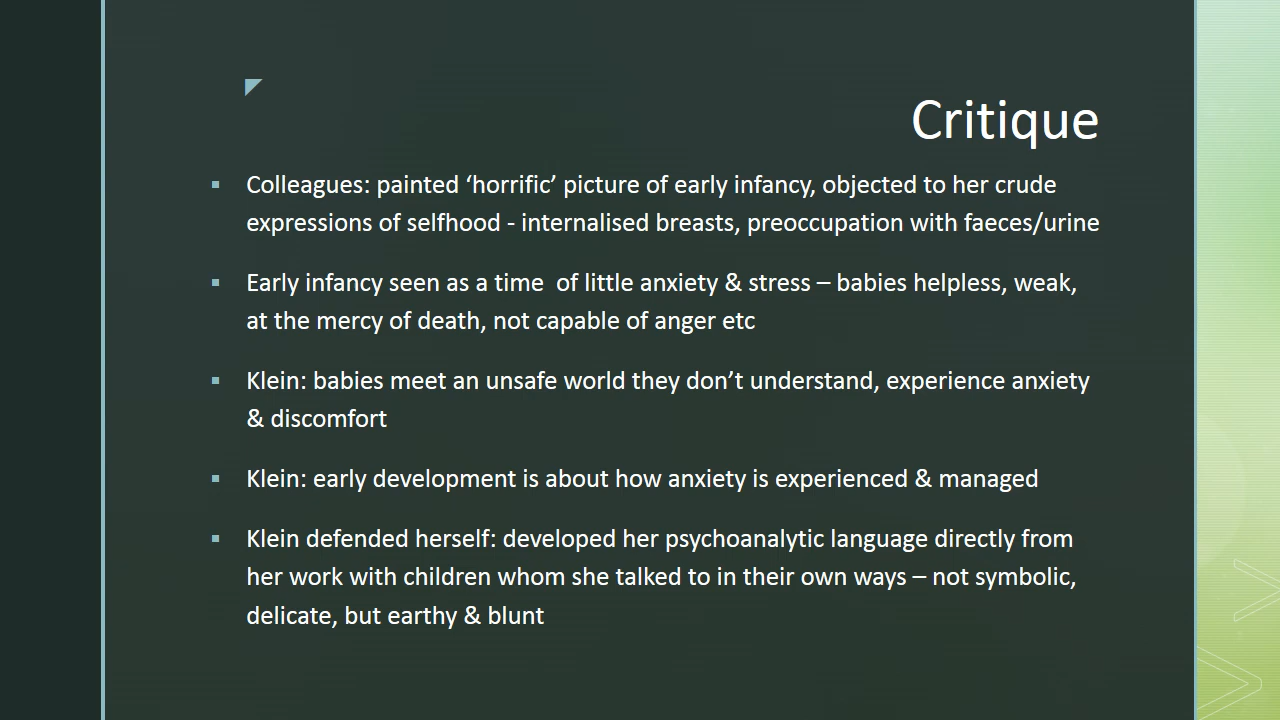 Critique
▪ Colleagues: painted ‘horrific’ picture of early infancy, objected to her crude
expressions of selfhood - internalised breasts, preoccupation with faeces/urine
▪ Early infancy seen as a time  of little anxiety & stress – babies helpless, weak,
at the mercy of death, not capable of anger etc
▪ Klein: babies meet an unsafe world they don’t understand, experience anxiety
& discomfort
▪ Klein: early development is about how anxiety is experienced & managed
▪ Klein defended herself: developed her psychoanalytic language directly from
her work with children whom she talked to in their own ways – not symbolic,
delicate, but earthy & blunt